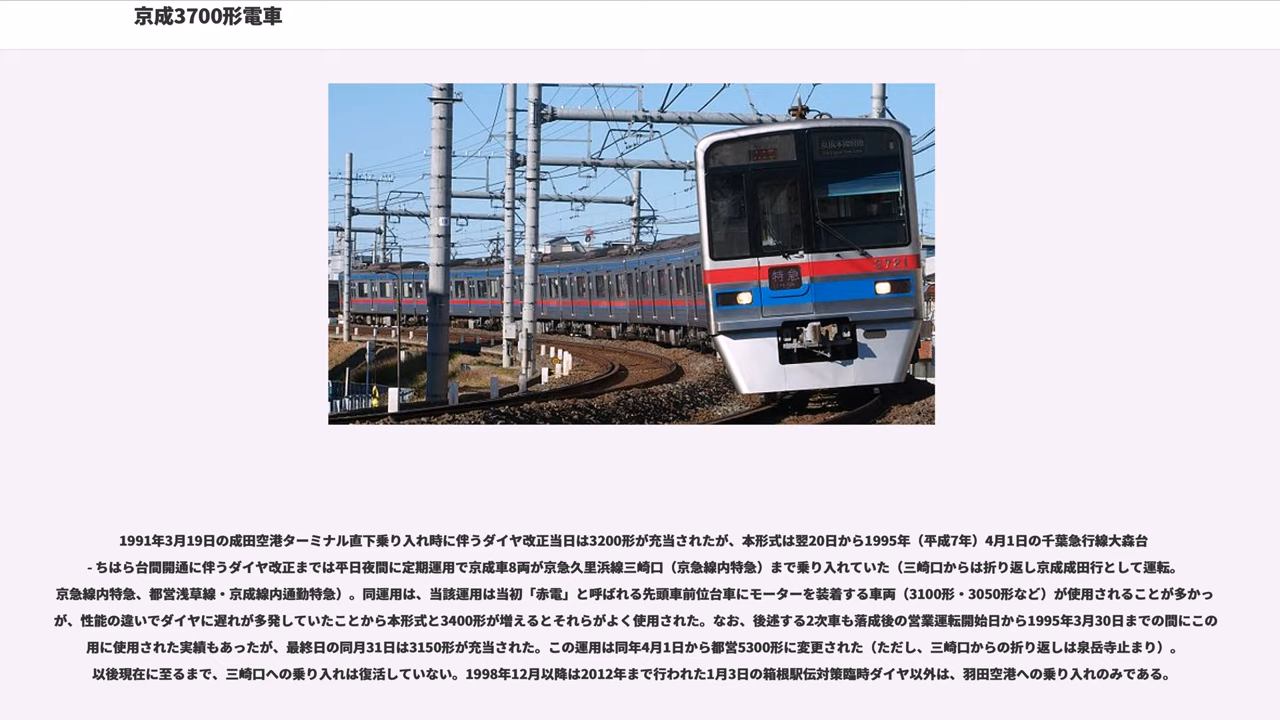 京成3700形電車
特急
3721
1991年3月19日の成田空港ターミナル直下乗り入れ時に伴うダイヤ改正当日は3200形が充当されたが、本形式は翌20日から1995年（平成7年）4月1日の千葉急行線大森台
- ちはら台間開通に伴うダイヤ改正までは平日夜間に定期運用で京成車8両が京急久里浜線三崎口（京急線内特急）まで乗り入れていた（三崎口からは折り返し京成成田行として運転。
京急線内特急、都営浅草線・京成線内通勤特急）。同運用は、当該運用は当初「赤電」と呼ばれる先頭車前位台車にモーターを装着する車両（3100形・3050形など）が使用されることが多かっ
が、性能の違いでダイヤに遅れが多発していたことから本形式と3400形が増えるとそれらがよく使用された。なお、後述する2次車も落成後の営業運転開始日から1995年3月30日までの間にこの
用に使用された実績もあったが、最終日の同月31日は3150形が充当された。この運用は同年4月1日から都営5300形に変更された（ただし、三崎口からの折り返しは泉岳寺止まり）。
以後現在に至るまで、三崎口への乗り入れは復活していない。1998年12月以降は2012年まで行われた1月3日の箱根駅伝対策臨時ダイヤ以外は、羽田空港への乗り入れのみである。